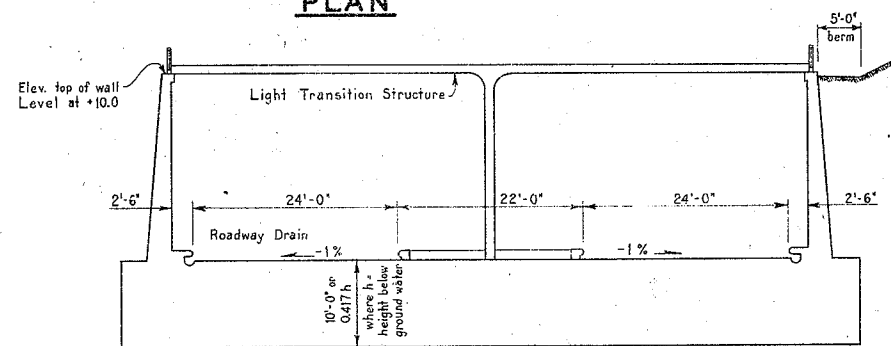 PLAN
5'-0"
berm
Elev. top of wall
Level at +10.0
Light Transition Structure
2'-6"
24'-0"
22'-0"
24'-0"
2'-6"
Roadway Drain
-1%
-1%
10'-0" or
0.417 h
where h =
height below
ground water